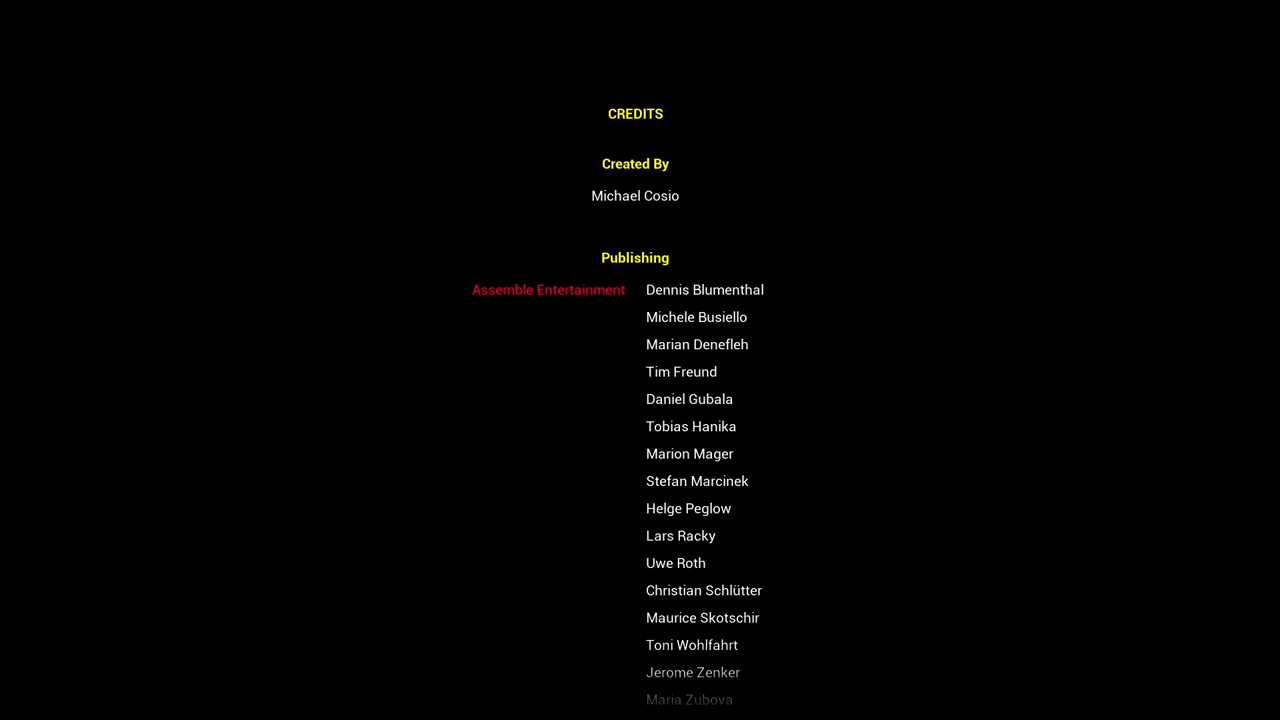 CREDITS
Created By
Michael Cosio
Publishing
Assemble Entertainment Dennis Blumenthal
Michele Busiello
Marian Denefleh
Tim Freund
Daniel Gubala
Tobias Hanika
Marion Mager
Stefan Marcinek
Helge Peglow
Lars Racky
Uwe Roth
Christian Schlütter
Maurice Skotschir
Toni Wohlfahrt
Jerome Zenker
Maria Zubova